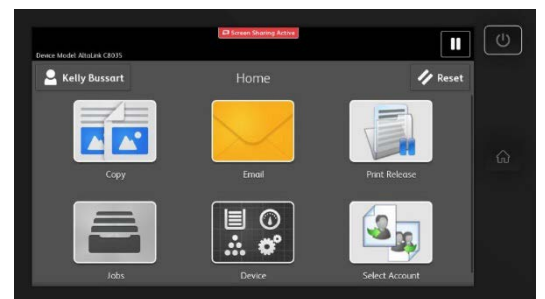 Screen Sharing Active
Device Model AltaLink C8035
Kelly Bussart
Home
Reset
Copy
Email
Print Release
Jobs
Device
Select Account